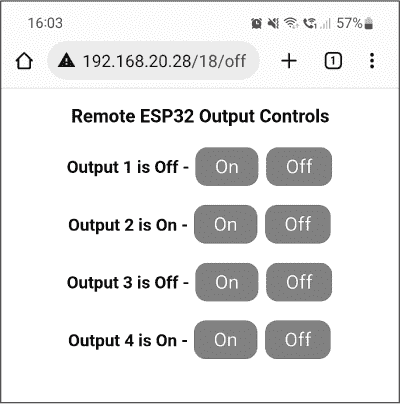 16:03 57%
192.168.20.28/18/off 1
Remote ESP32 Output Controls
Output 1 is Off - On Off
Output 2 is On - On Off
Output 3 is Off - On Off
Output 4 is On - On Off